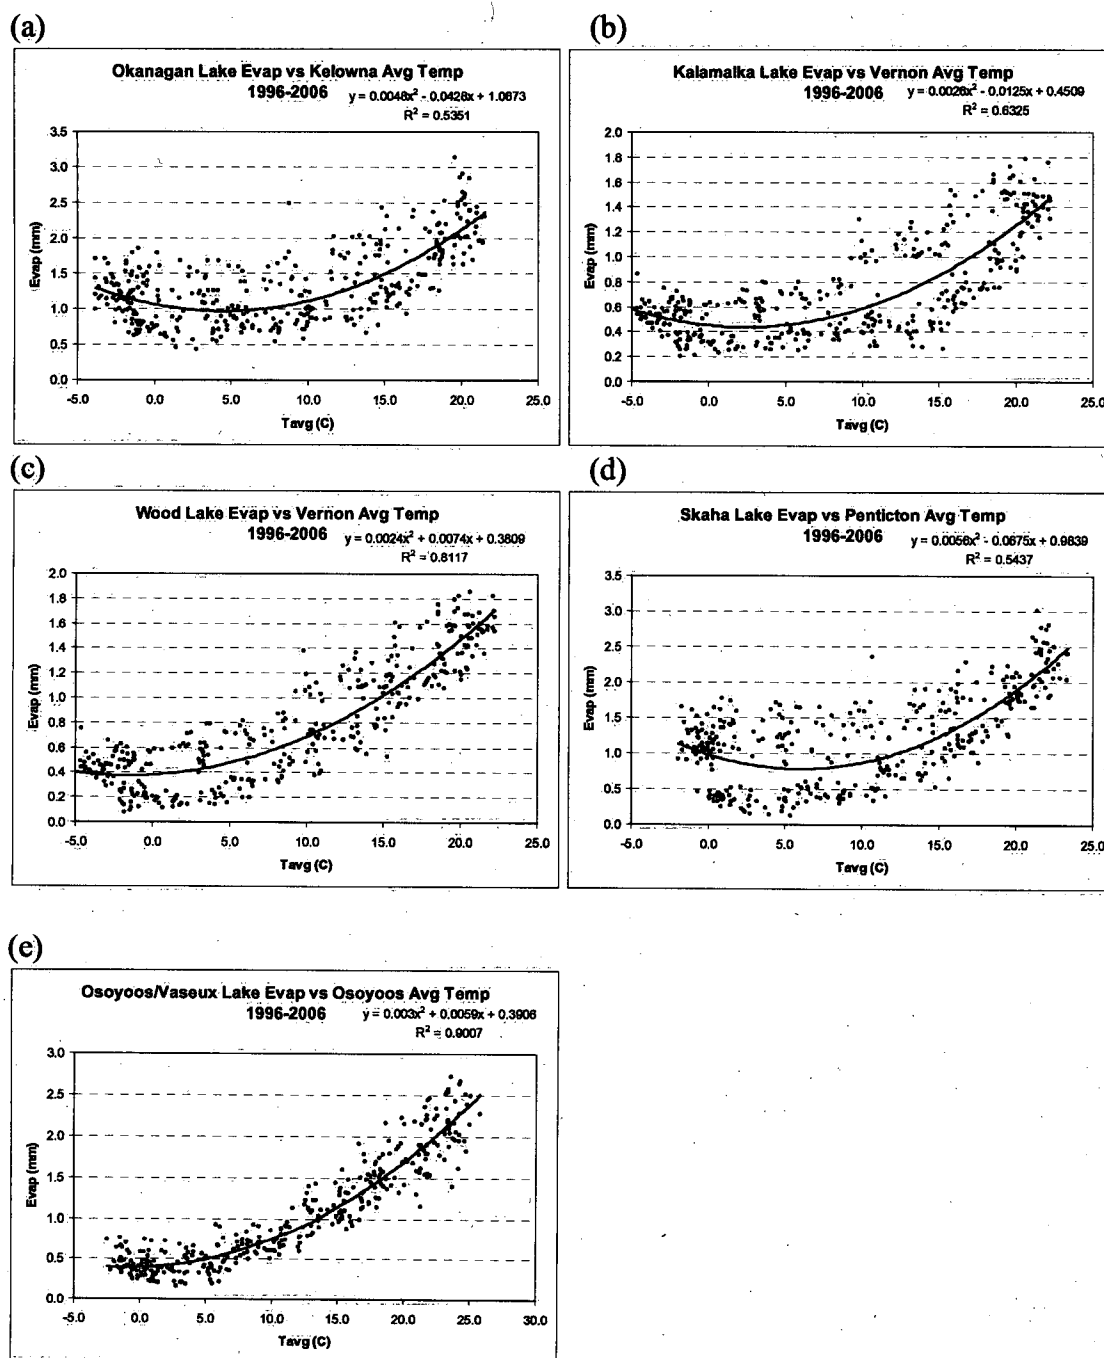 (a)
Okanagan Lake Evap vs Kelowna Avg Temp
1996-2006 y = 0.0048x² - 0.0428x + 1.0673
R² = 0.5351
3.5
3.0
2.5
2.0
1.5
1.0
0.5
0.0
Evap (mm)
-5.0 0.0 5.0 10.0 15.0 20.0 25.0
Tavg (C)
(b)
Kalamalka Lake Evap vs Vernon Avg Temp
1996-2006 y = 0.0026x² - 0.0125x + 0.4509
R² = 0.6325
2.0
1.8
1.6
1.4
1.2
1.0
0.8
0.6
0.4
0.2
0.0
Evap (mm)
-5.0 0.0 5.0 10.0 15.0 20.0 25.0
Tavg (C)
(c)
Wood Lake Evap vs Vernon Avg Temp
1996-2006 y = 0.0024x² + 0.0074x + 0.3809
R² = 0.8117
2.0
1.8
1.6
1.4
1.2
1.0
0.8
0.6
0.4
0.2
0.0
Evap (mm)
-5.0 0.0 5.0 10.0 15.0 20.0 25.0
Tavg (C)
(d)
Skaha Lake Evap vs Penticton Avg Temp
1996-2006 y = 0.0056x² - 0.0675x + 0.9839
R² = 0.5437
3.5
3.0
2.5
2.0
1.5
1.0
0.5
0.0
Evap (mm)
-5.0 0.0 5.0 10.0 15.0 20.0 25.0
Tavg (C)
(e)
Osoyoos/Vaseux Lake Evap vs Osoyoos Avg Temp
1996-2006 y = 0.003x² + 0.0059x + 0.3906
R² = 0.9007
3.0
2.5
2.0
1.5
1.0
0.5
0.0
Evap (mm)
-5.0 0.0 5.0 10.0 15.0 20.0 25.0 30.0
Tavg (C)